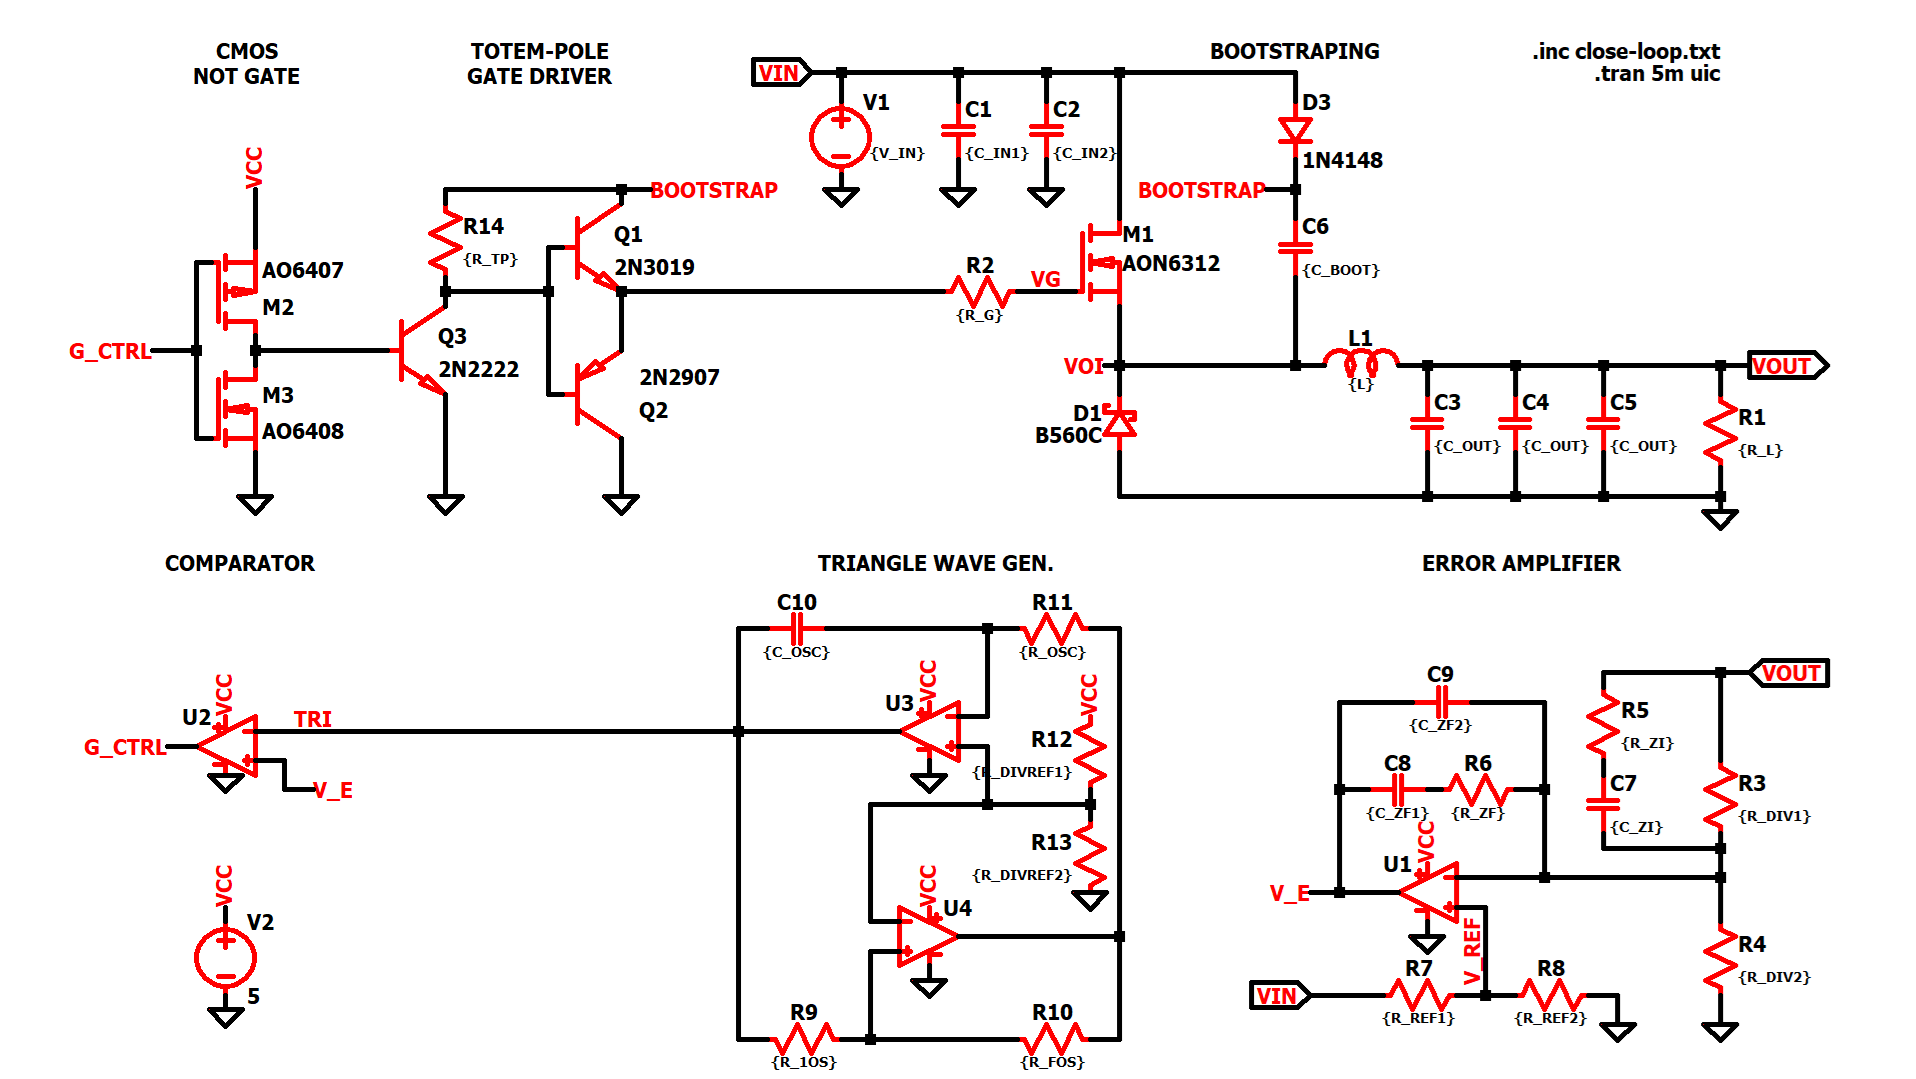 CMOS
NOT GATE
TOTEM-POLE
GATE DRIVER
BOOTSTRAPING
.inc close-loop.txt
.tran 5m uic
VIN
V1
{V_IN}
C1
{C_IN1}
C2
{C_IN2}
D3
1N4148
VCC
BOOTSTRAP
BOOTSTRAP
R14
{R_TP}
Q1
2N3019
M1
AON6312
C6
{C_BOOT}
AO6407
M2
R2
{R_G}
VG
G_CTRL
Q3
2N2222
2N2907
Q2
M3
AO6408
VOI
L1
{L}
VOUT
D1
B560C
C3
{C_OUT}
C4
{C_OUT}
C5
{C_OUT}
R1
{R_L}
COMPARATOR
TRIANGLE WAVE GEN.
ERROR AMPLIFIER
C10
{C_OSC}
R11
{R_OSC}
VCC
U2
TRI
G_CTRL
V_E
U3
VCC
VCC
R12
{R_DIVREF1}
R13
{R_DIVREF2}
VCC
U4
R9
{R_1OS}
R10
{R_FOS}
VCC
V2
5
VOUT
C9
{C_ZF2}
R5
{R_ZI}
C8
{C_ZF1}
R6
{R_ZF}
C7
{C_ZI}
R3
{R_DIV1}
VCC
U1
V_E
V_REF
R4
{R_DIV2}
VIN
R7
{R_REF1}
R8
{R_REF2}